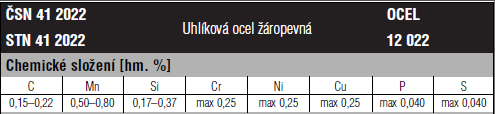 ČSN 41 2022 Uhlíková ocel žáropevná OCEL
STN 41 2022 12 022
Chemické složení [hm. %]
C Mn Si Cr Ni Cu P S
0,15–0,22 0,50–0,80 0,17–0,37 max 0,25 max 0,25 max 0,25 max 0,040 max 0,040